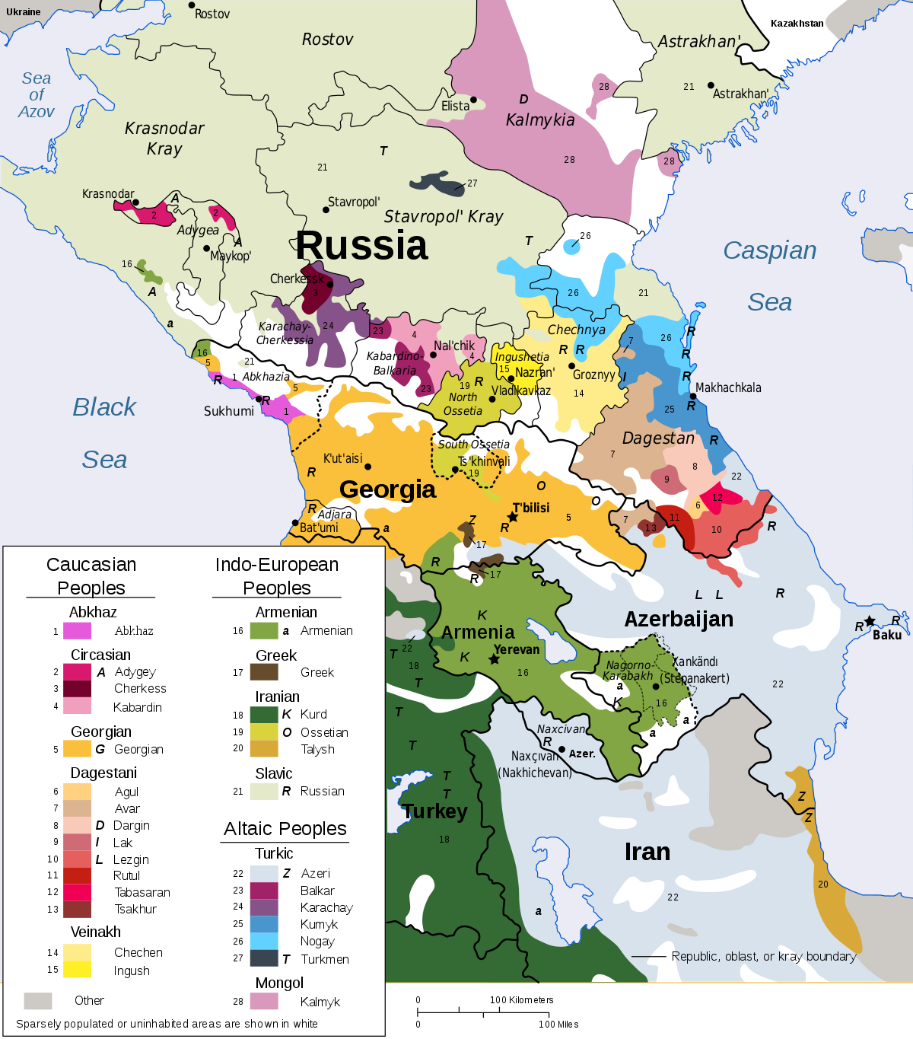 Ukraine
Rostov
Kazakhstan
Rostov
Astrakhan'
Sea
of
Azov
28
21
Astrakhan'
Elista
D
Kalmykia
Krasnodar
Kray
T
21
28
28
27
Krasnodar
A
2
2
Stavropol'
Stavropol' Kray
Adygea
A
Maykop'
Russia
T
26
Caspian
Sea
16
A
Cherkessk
3
26
21
a
Karachay-
Cherkessia
24
23
4
Chechnya
26
R
7
R
R
R
16
5
21
Abkhazia
R
1
Kabardino-
Balkaria
Nal'chik
4
Ingushetia
15
Nazran'
Groznyy
I
R
Black
Sea
5
Sukhumi
R
1
23
19
R
North
Ossetia
Vladikavkaz
14
Makhachkala
25
R
Dagestan
R
South Ossetia
7
8
K'ut'aisi
Ts'khinvali
19
9
22
R
Georgia
O
O
12
6
R
Adjara
Bat'umi
a
Z
R
T'bilisi
5
7
13
11
10
R
17
R
R
17
L
L
R
K
Armenia
Azerbaijan
R
R
Baku
T
22
18
K
Yerevan
Nagorno-
Karabakh
Xankändı
(Stepanakert)
T
16
a
K
16
22
T
a
a
Naxcivan
R
T
Naxçıvan
(Nakhichevan)
Azer.
T
T
Turkey
Z
Z
18
Iran
20
22
a
Republic, oblast, or kray boundary
0
100 Kilometers
0
100 Miles
Caucasian
Peoples
Abkhaz
1 Abkhaz
Circasian
2 A Adygey
3 Cherkess
4 Kabardin
Georgian
5 G Georgian
Dagestani
6 Agul
7 Avar
8 D Dargin
9 I Lak
10 L Lezgin
11 Rutul
12 Tabasaran
13 Tsakhur
Veinakh
14 Chechen
15 Ingush
Other
Indo-European
Peoples
Armenian
16 a Armenian
Greek
17 Greek
Iranian
18 K Kurd
19 O Ossetian
20 Talysh
Slavic
21 R Russian
Altaic Peoples
Turkic
22 Z Azeri
23 Balkar
24 Karachay
25 Kumyk
26 Nogay
27 T Turkmen
Mongol
28 Kalmyk
Sparsely populated or uninhabited areas are shown in white